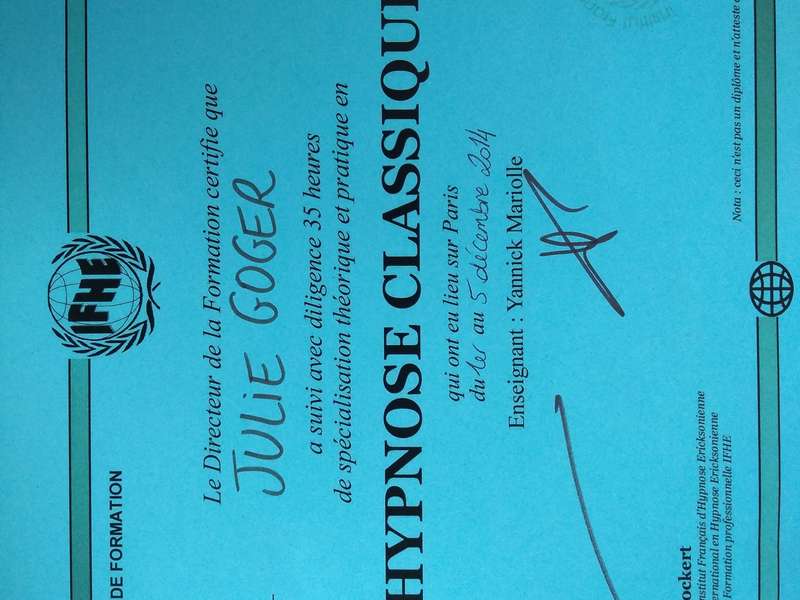 DE FORMATION
IFHE
Le Directeur de la Formation certifie que
JULIE GOGER
a suivi avec diligence 35 heures
de spécialisation théorique et pratique en
HYPNOSE CLASSIQUE
qui ont eu lieu sur Paris
du 1er au 5 décembre 2014
Enseignant : Yannick Mariolle
ockert
nstitut Français d'Hypnose Ericksonienne
ernational en Hypnose Ericksonienne
Formation professionnelle IFHE
Nota : ceci n'est pas un diplôme et n'atteste